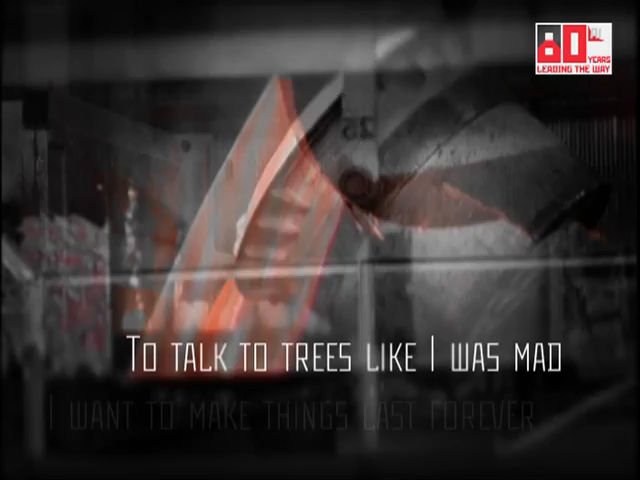 80
YEARS
LEADING THE WAY
To talk to trees like I was mad
I want to make things last forever